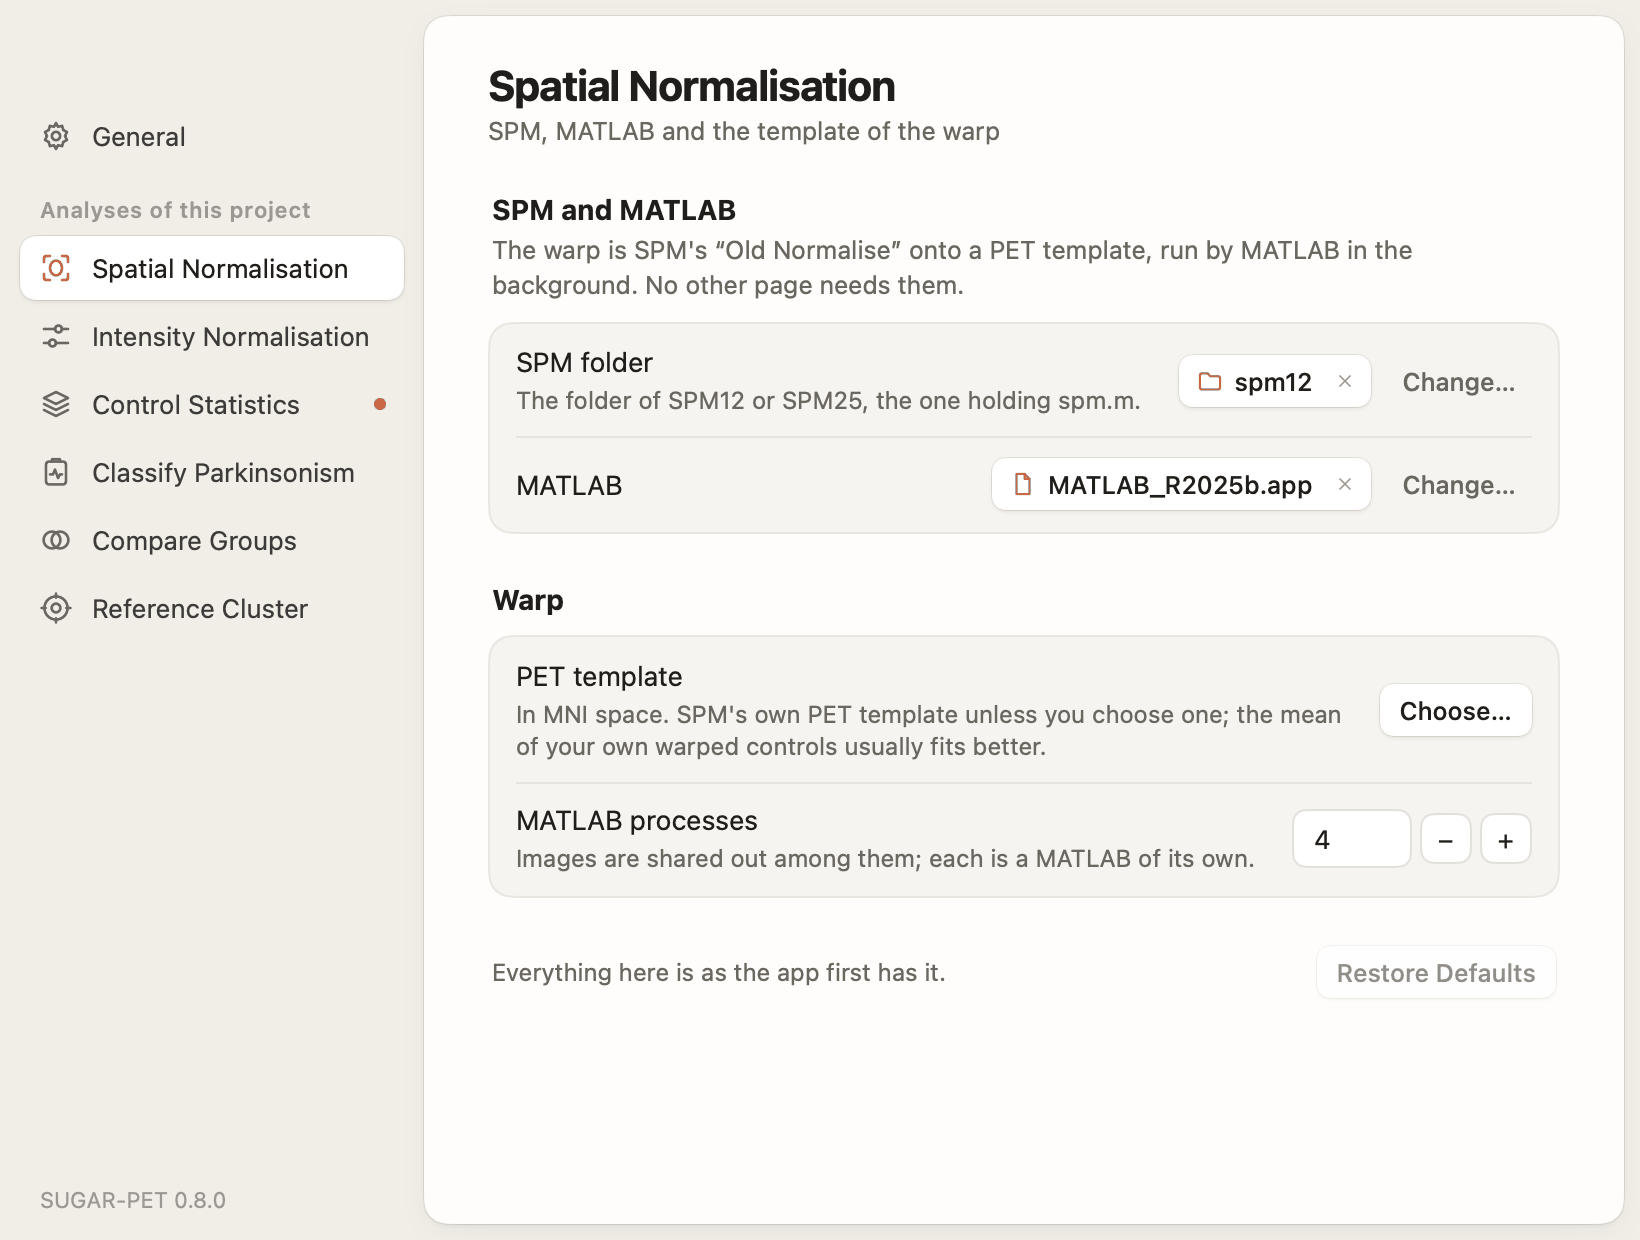 General
Analyses of this project
Spatial Normalisation
Intensity Normalisation
Control Statistics
Classify Parkinsonism
Compare Groups
Reference Cluster
SUGAR-PET 0.8.0
Spatial Normalisation
SPM, MATLAB and the template of the warp
SPM and MATLAB
The warp is SPM's “Old Normalise” onto a PET template, run by MATLAB in the
background. No other page needs them.
SPM folder
The folder of SPM12 or SPM25, the one holding spm.m.
spm12 × Change...
MATLAB
MATLAB_R2025b.app × Change...
Warp
PET template
In MNI space. SPM's own PET template unless you choose one; the mean
of your own warped controls usually fits better.
Choose...
MATLAB processes
Images are shared out among them; each is a MATLAB of its own.
4 − +
Everything here is as the app first has it.
Restore Defaults